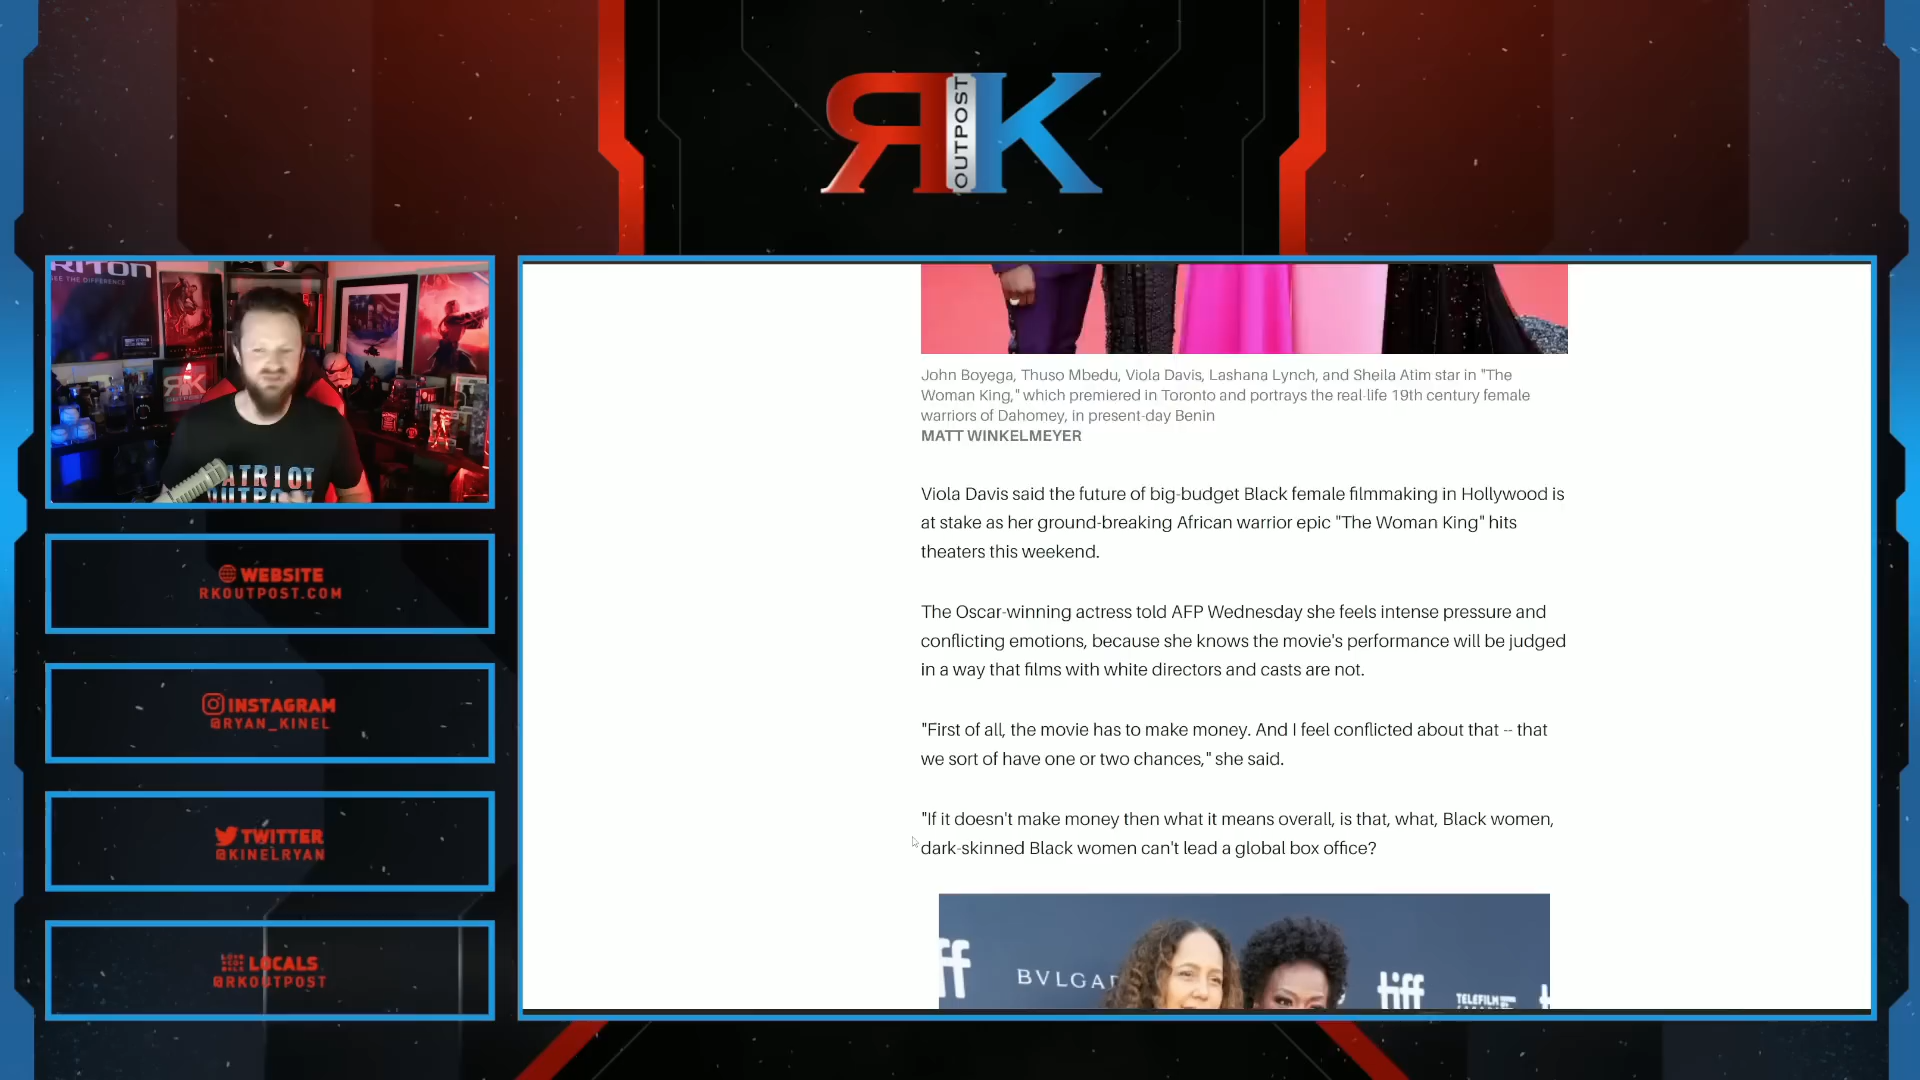 RK
OUTPOST
RITON
SEE THE DIFFERENCE
RK
PATRIOT
OUTPOST
WEBSITE
RKOUTPOST.COM
INSTAGRAM
@RYAN_KINEL
TWITTER
@KINELRYAN
LOCALS
@RKOUTPOST
John Boyega, Thuso Mbedu, Viola Davis, Lashana Lynch, and Sheila Atim star in "The
Woman King," which premiered in Toronto and portrays the real-life 19th century female
warriors of Dahomey, in present-day Benin
MATT WINKELMEYER
Viola Davis said the future of big-budget Black female filmmaking in Hollywood is
at stake as her ground-breaking African warrior epic "The Woman King" hits
theaters this weekend.
The Oscar-winning actress told AFP Wednesday she feels intense pressure and
conflicting emotions, because she knows the movie's performance will be judged
in a way that films with white directors and casts are not.
"First of all, the movie has to make money. And I feel conflicted about that -- that
we sort of have one or two chances," she said.
"If it doesn't make money then what it means overall, is that, what, Black women,
dark-skinned Black women can't lead a global box office?
tiff
BVLGAR
tiff
TELEFILM